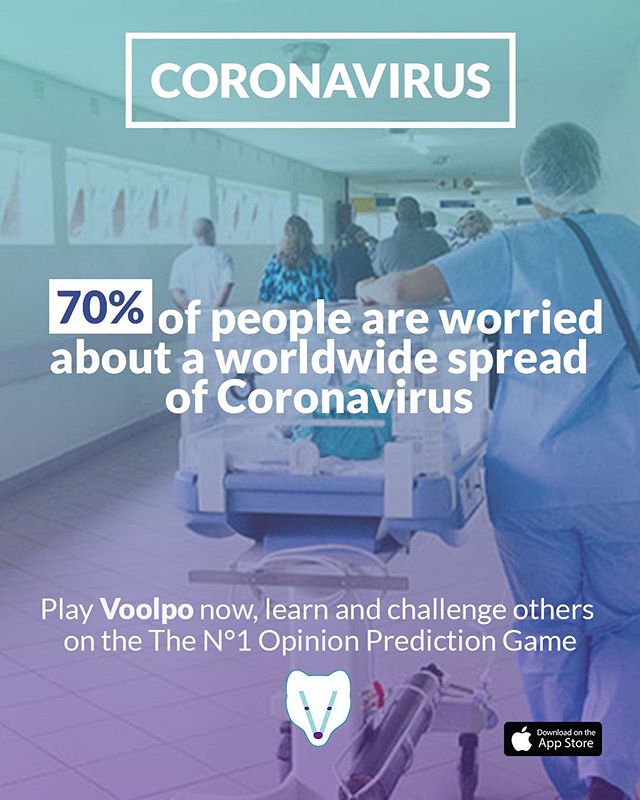 CORONAVIRUS
70% of people are worried
about a worldwide spread
of Coronavirus
Play Voolpo now, learn and challenge others
on the The N°1 Opinion Prediction Game
Download on the
App Store